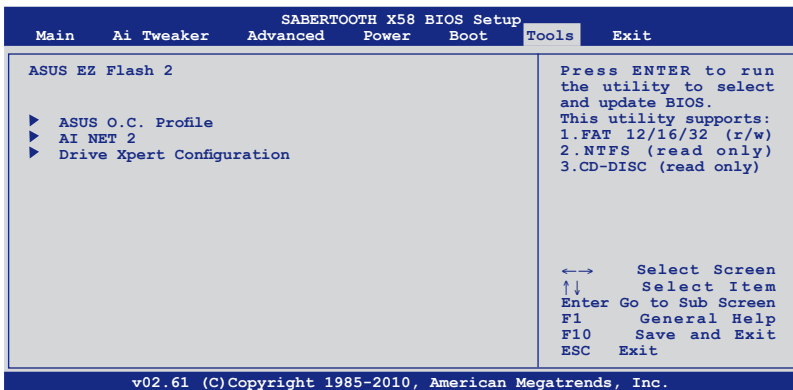 SABERTOOTH X58 BIOS Setup
Main Ai Tweaker Advanced Power Boot Tools Exit
ASUS EZ Flash 2
ASUS O.C. Profile
AI NET 2
Drive Xpert Configuration
Press ENTER to run
the utility to select
and update BIOS.
This utility supports:
1.FAT 12/16/32 (r/w)
2.NTFS (read only)
3.CD-DISC (read only)
←→ Select Screen
↑↓ Select Item
Enter Go to Sub Screen
F1 General Help
F10 Save and Exit
ESC Exit
v02.61 (C)Copyright 1985-2010, American Megatrends, Inc.